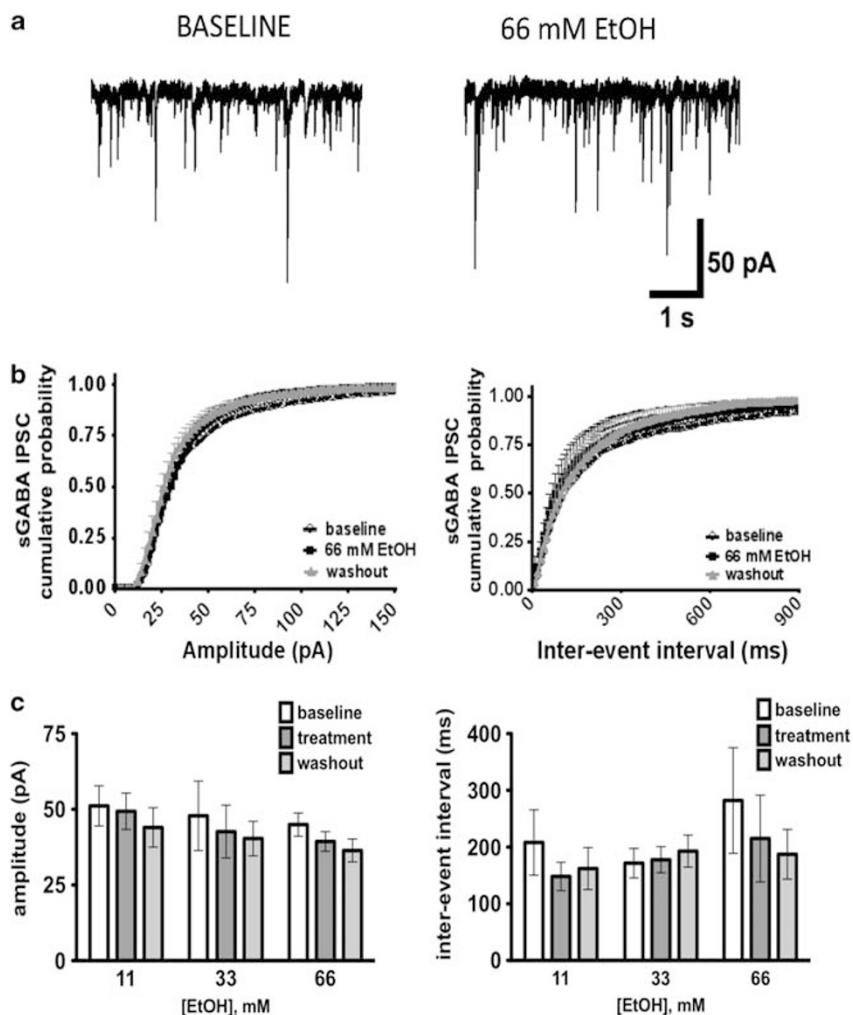 a
BASELINE
66 mM EtOH
50 pA
1 s
b
sGABA IPSC
cumulative probability
1.00
0.75
0.50
0.25
0.00
baseline
66 mM EtOH
washout
0
25
50
75
100
125
150
Amplitude (pA)
sGABA IPSC
cumulative probability
1.00
0.75
0.50
0.25
0.00
baseline
66 mM EtOH
washout
0
300
600
900
Inter-event interval (ms)
c
amplitude (pA)
75
50
25
0
baseline
treatment
washout
11
33
66
[EtOH], mM
inter-event interval (ms)
400
300
200
100
0
baseline
treatment
washout
11
33
66
[EtOH], mM